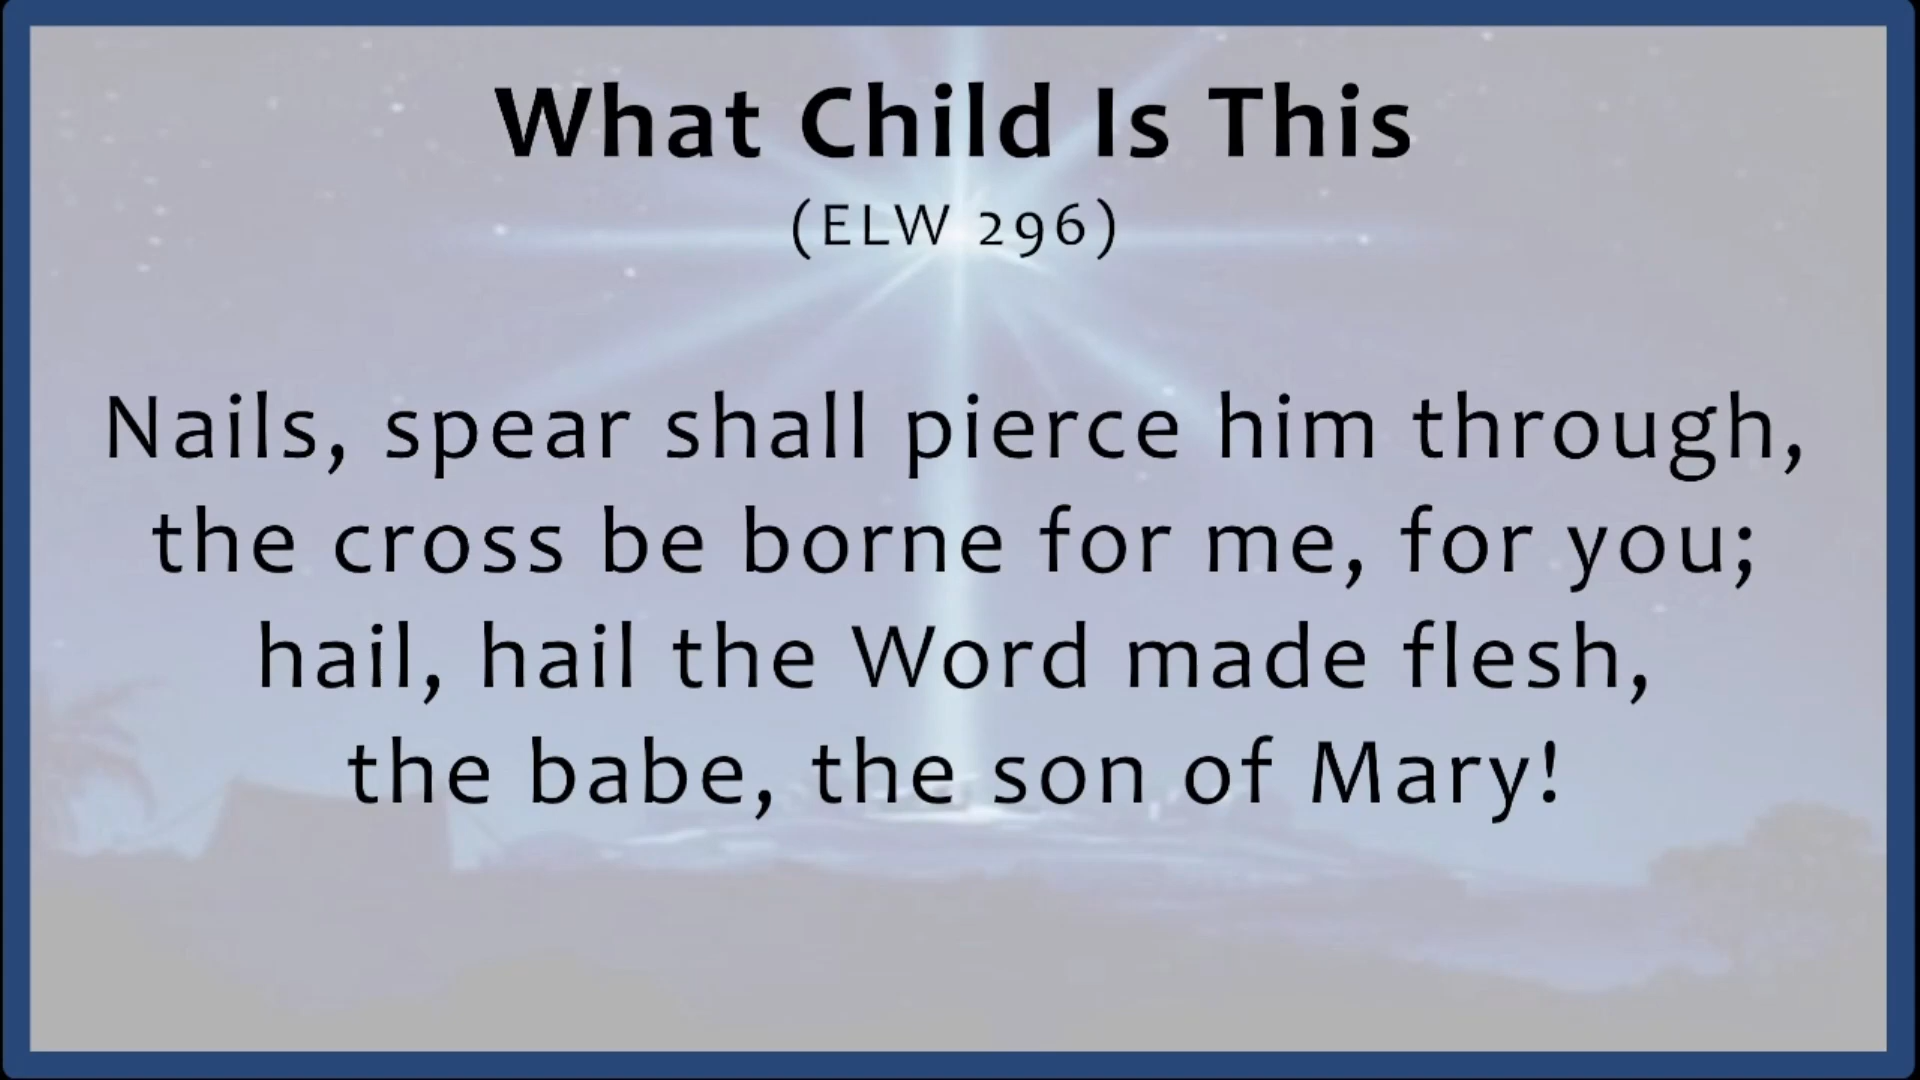 What Child Is This
(ELW 296)
Nails, spear shall pierce him through,
the cross be borne for me, for you;
hail, hail the Word made flesh,
the babe, the son of Mary!